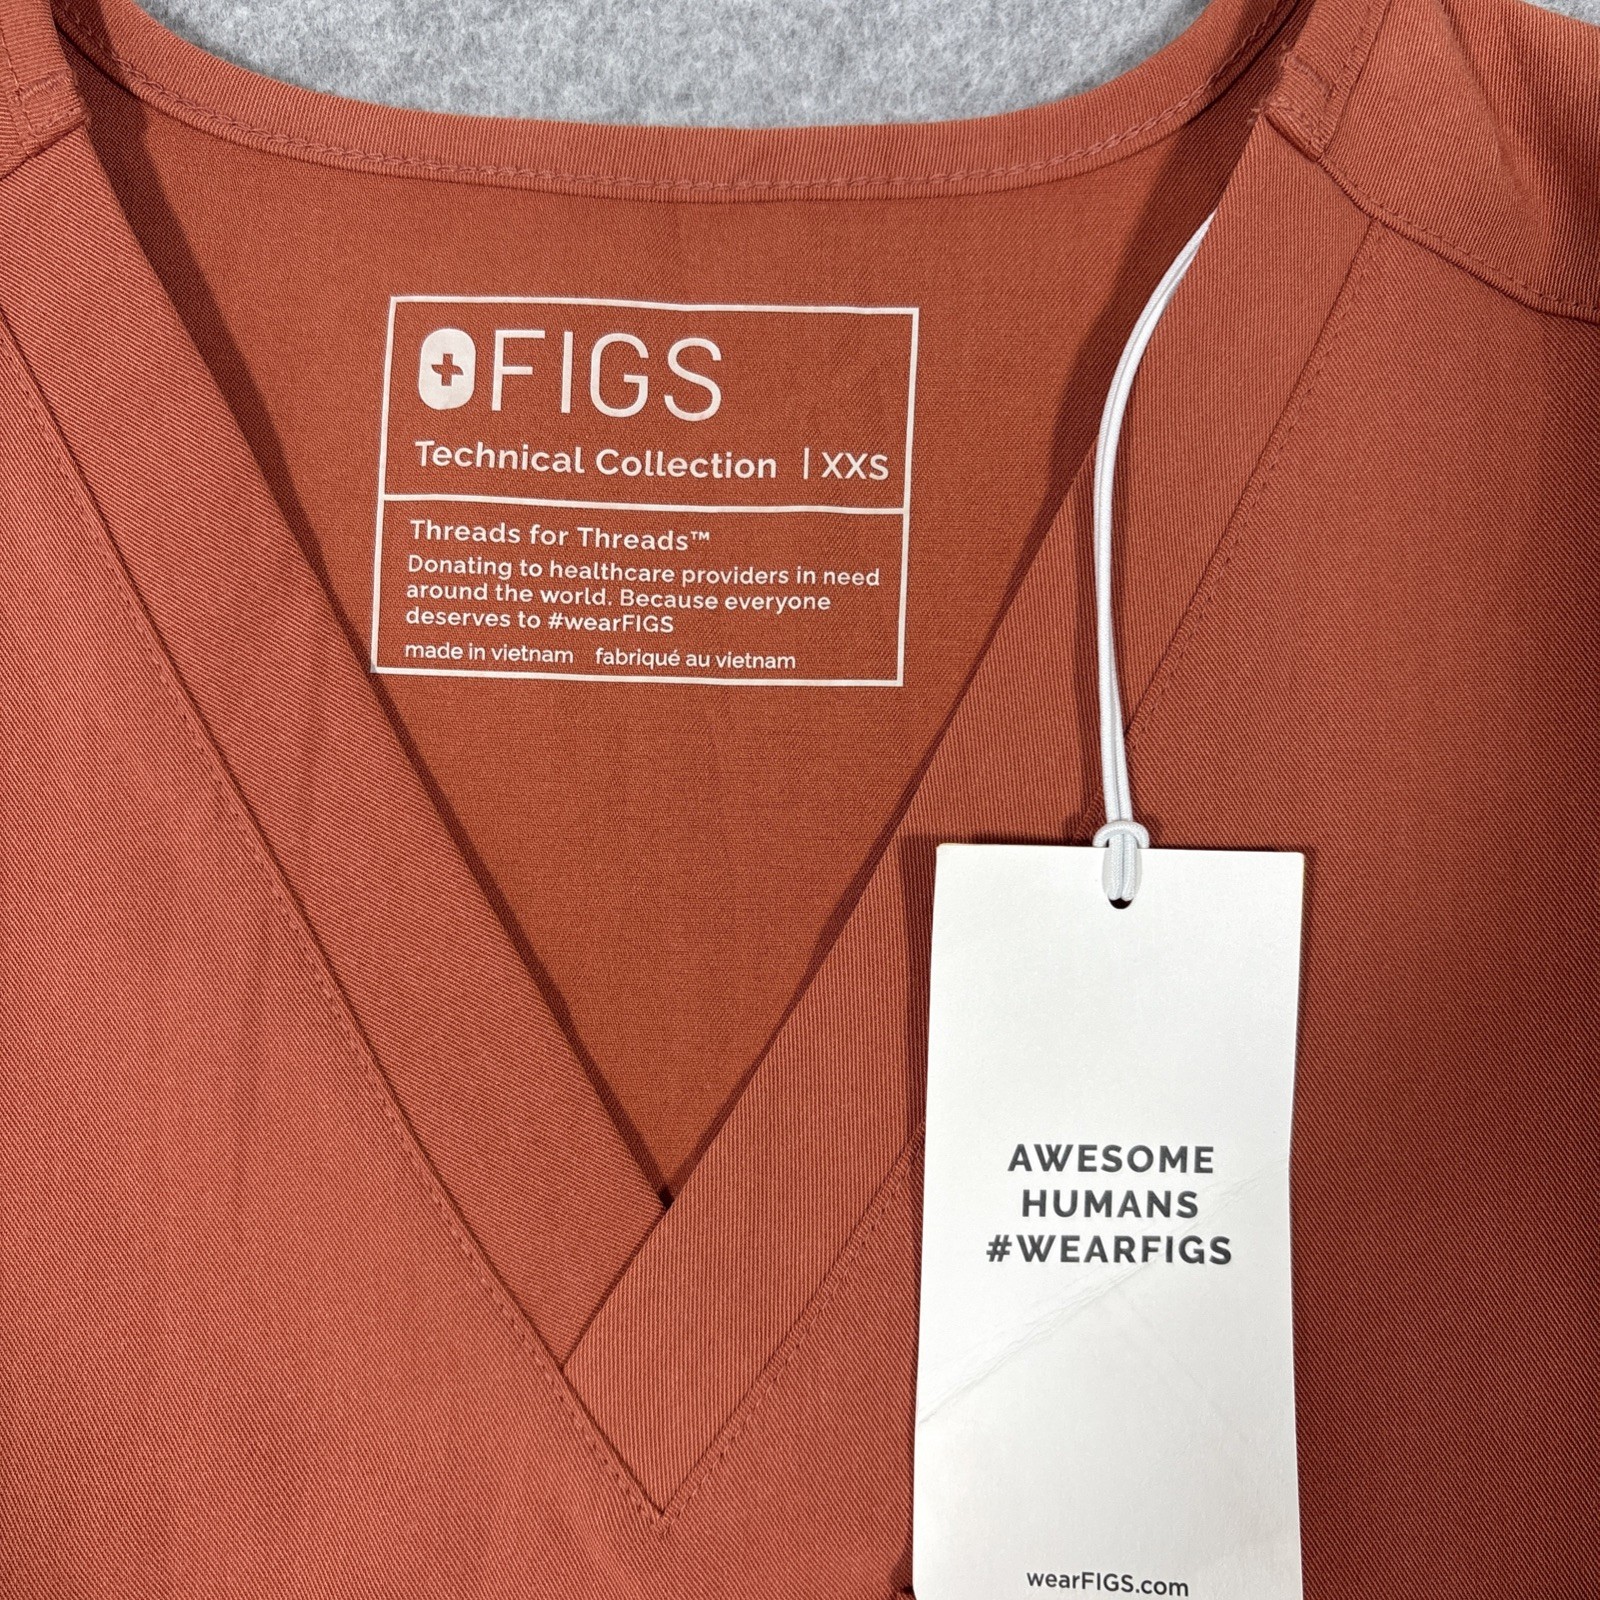 FIGS
Technical Collection | XXS
Threads for Threads™
Donating to healthcare providers in need
around the world. Because everyone
deserves to #wearFIGS
made in vietnam fabriqué au vietnam
AWESOME
HUMANS
#WEARFIGS
wearFIGS.com